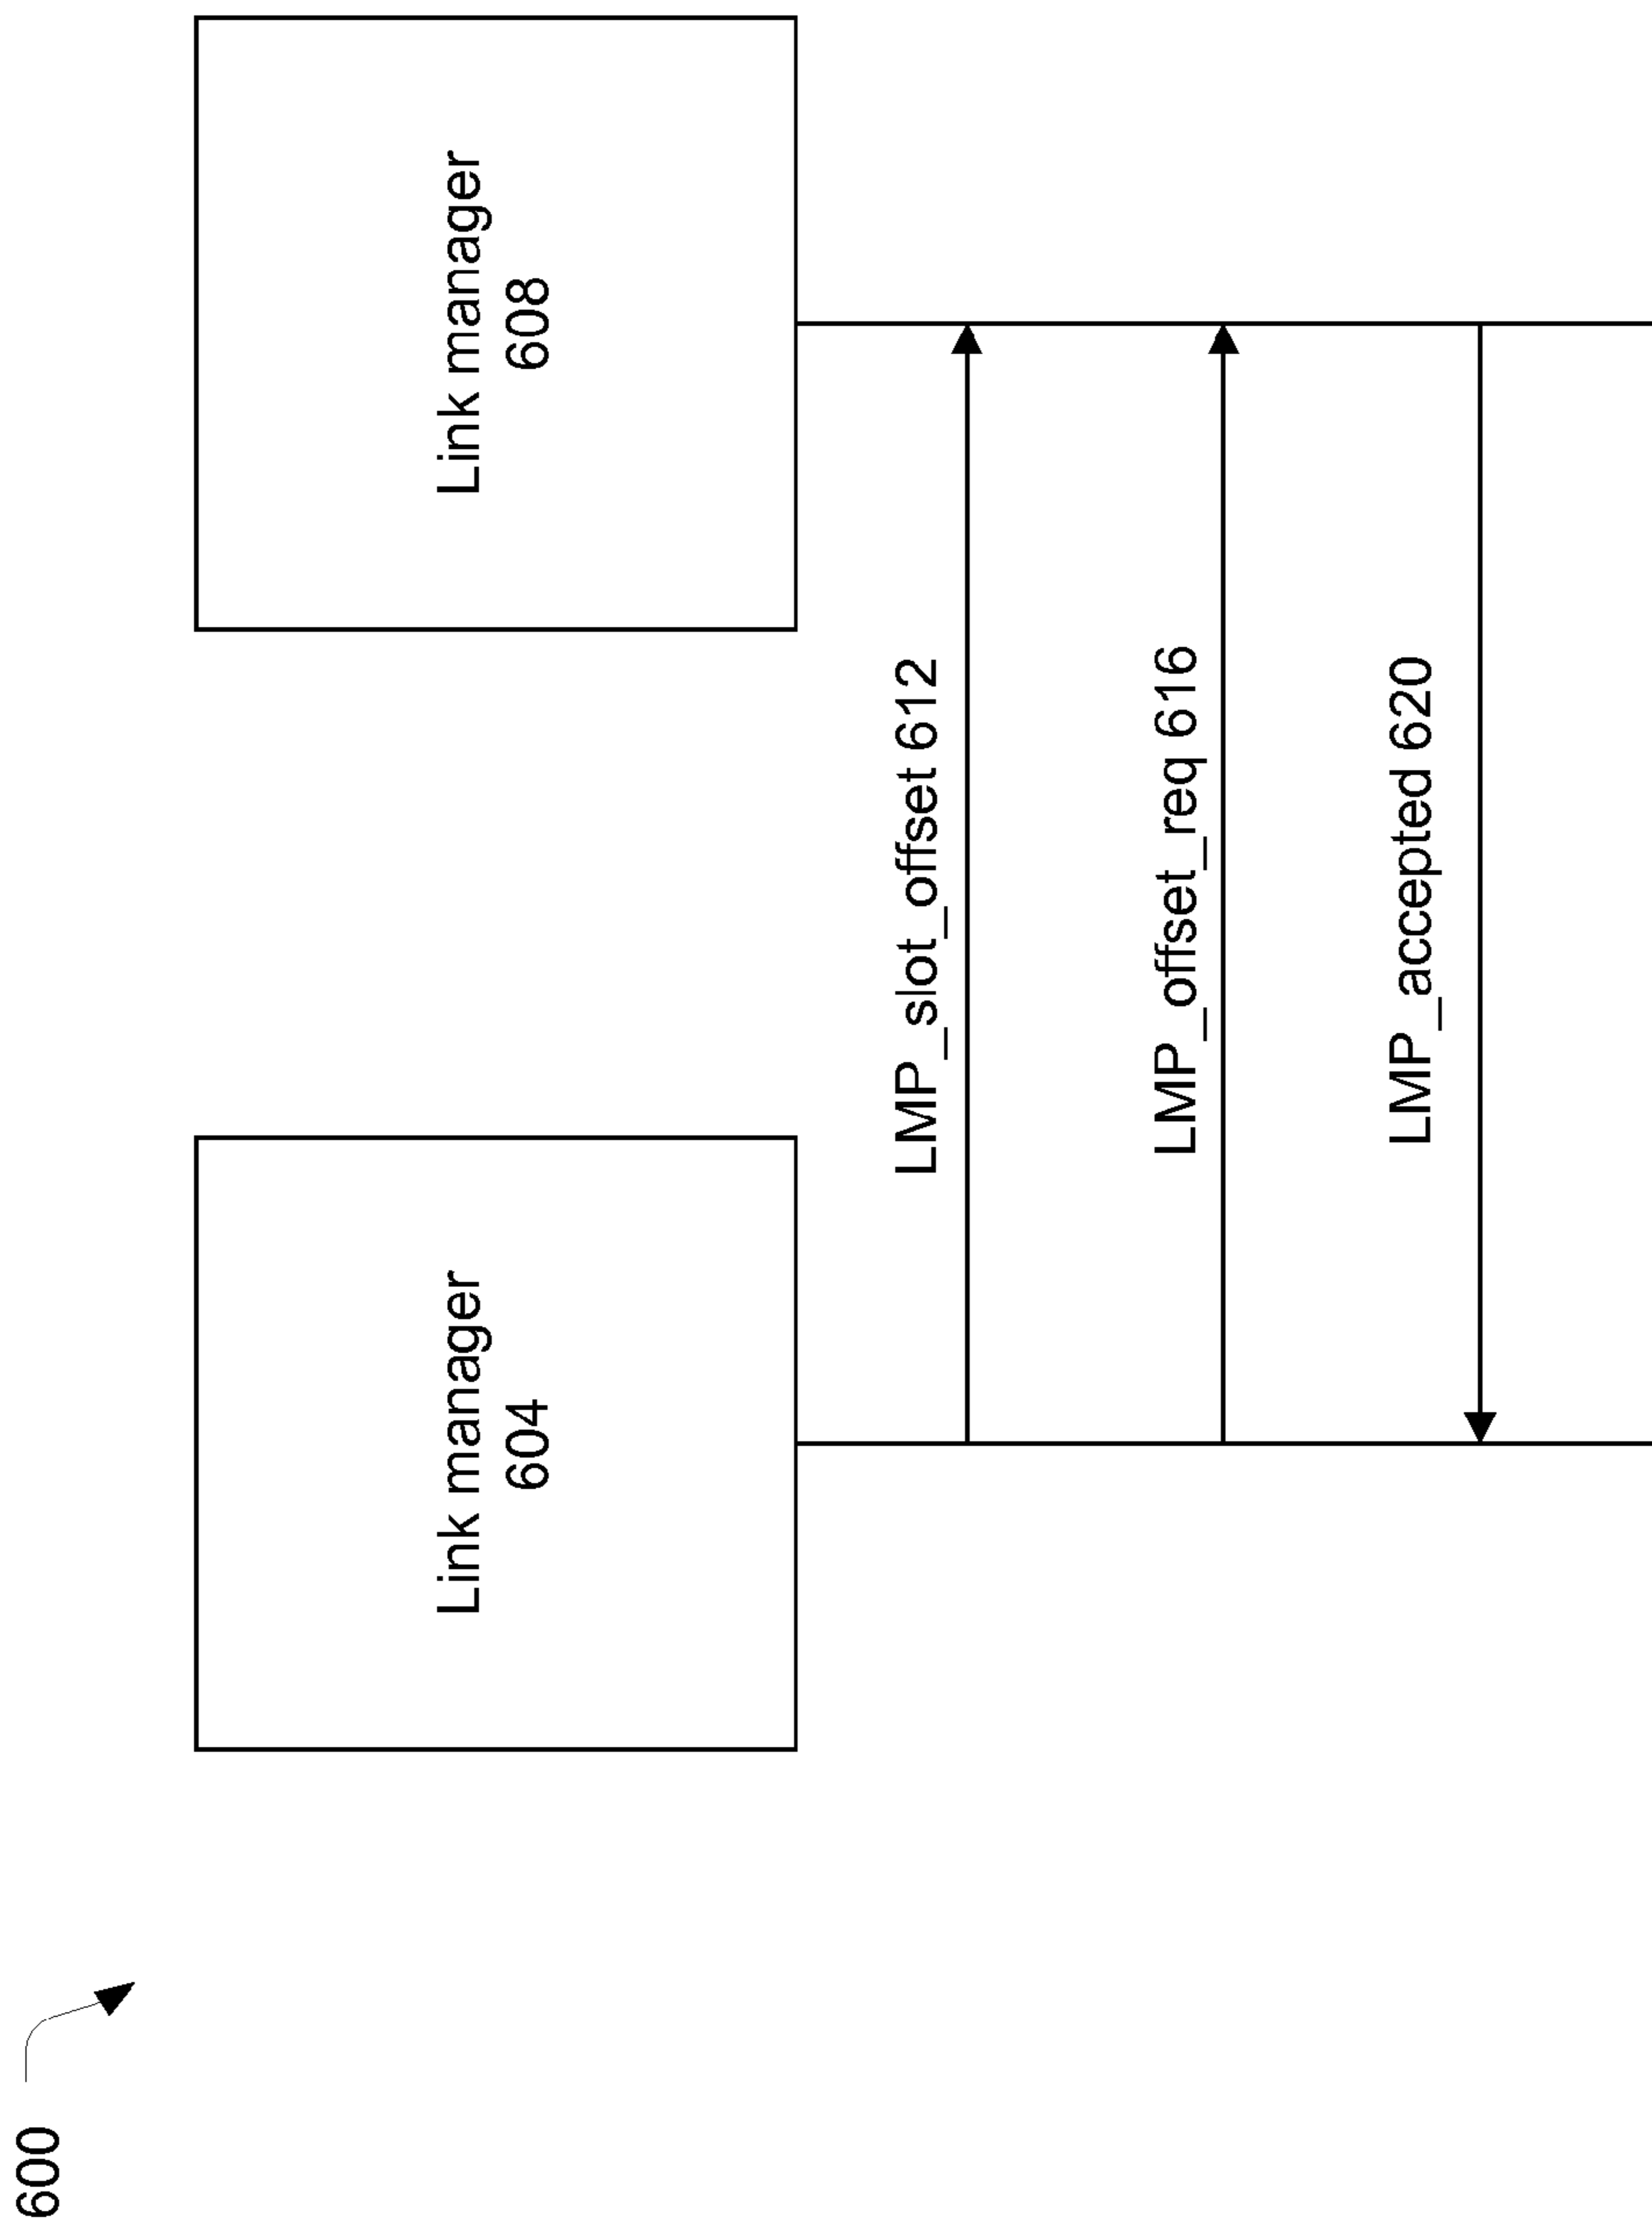 600
Link manager
604
Link manager
608
LMP_slot_offset 612
LMP_offset_req 616
LMP_accepted 620